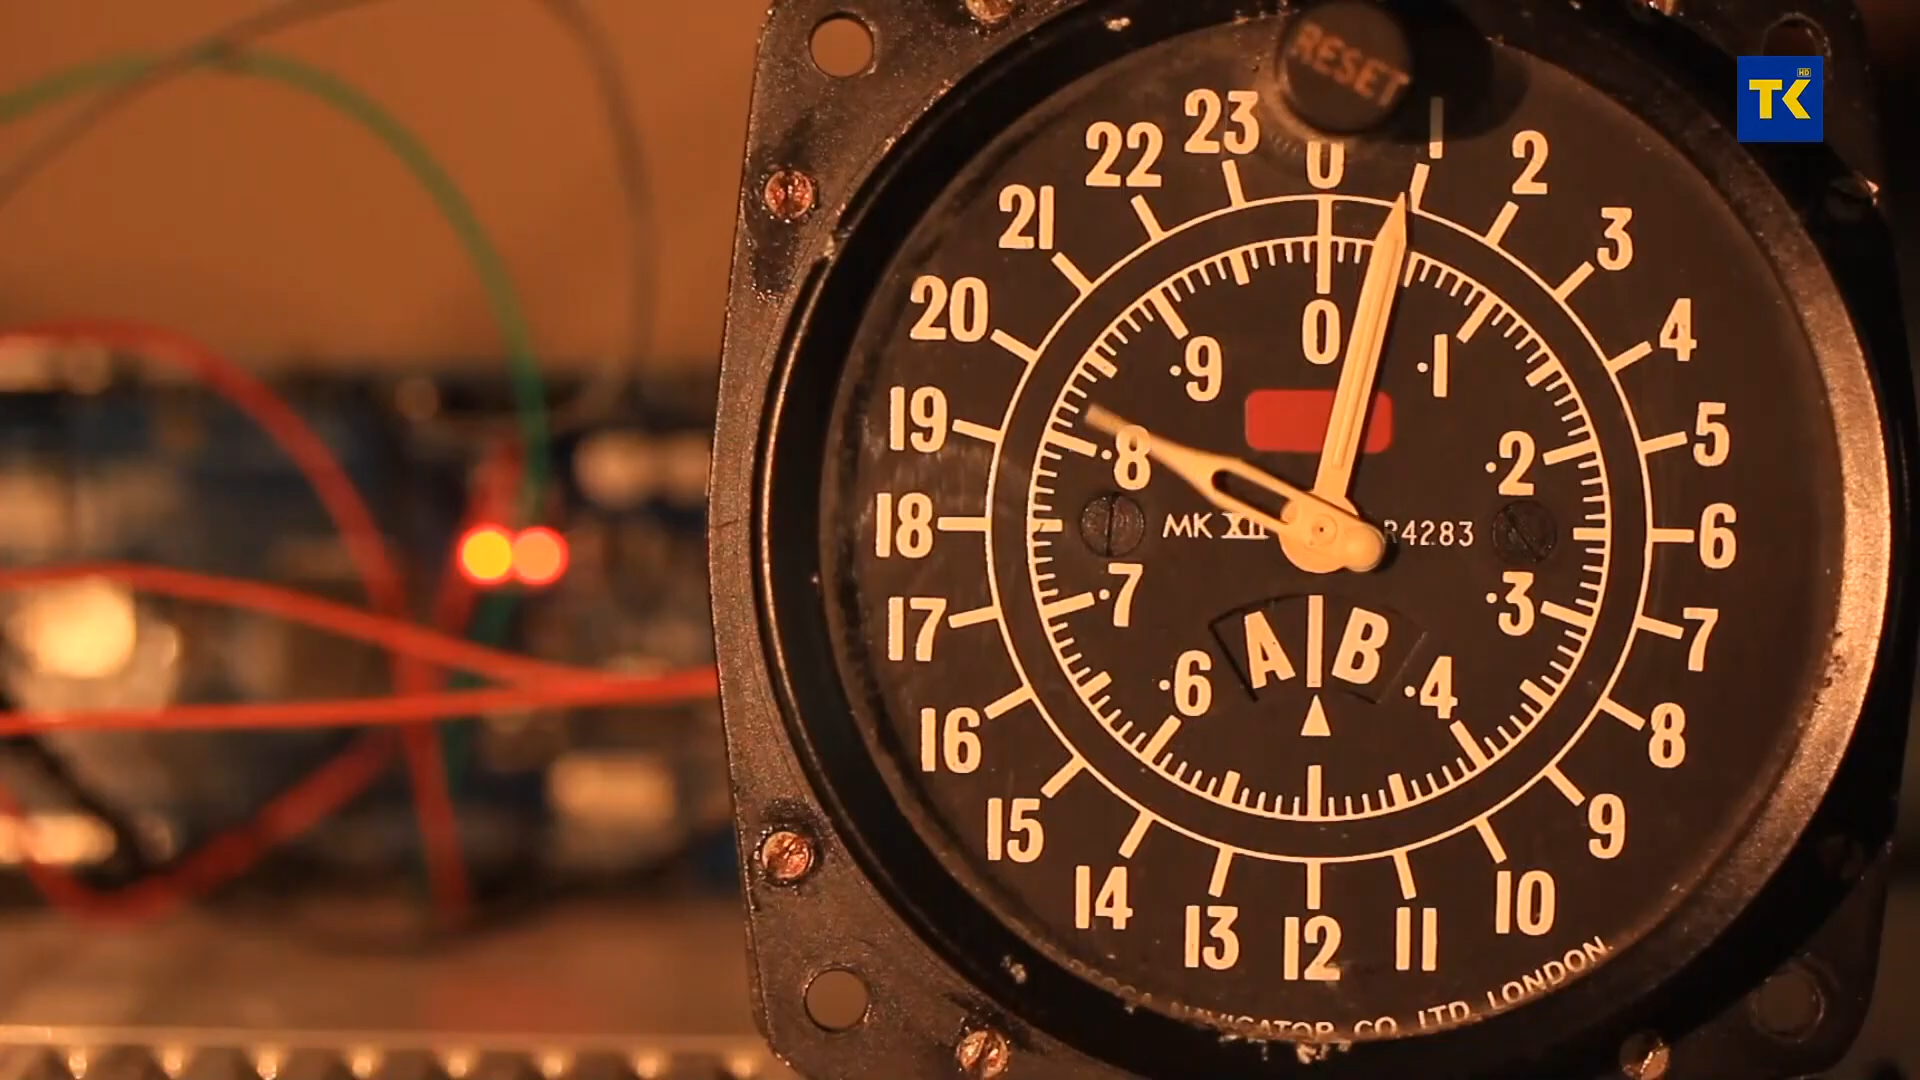 TK HD
RESET
23 0 1 2
22
21 3
20 4
19 5
18 6
17 7
16 8
15 9
14 10
13 12 11
0
.9 .1
.8 .2
MK XII R4283
.7 .3
.6 .4
A B
NAVIGATOR CO. LTD. LONDON.